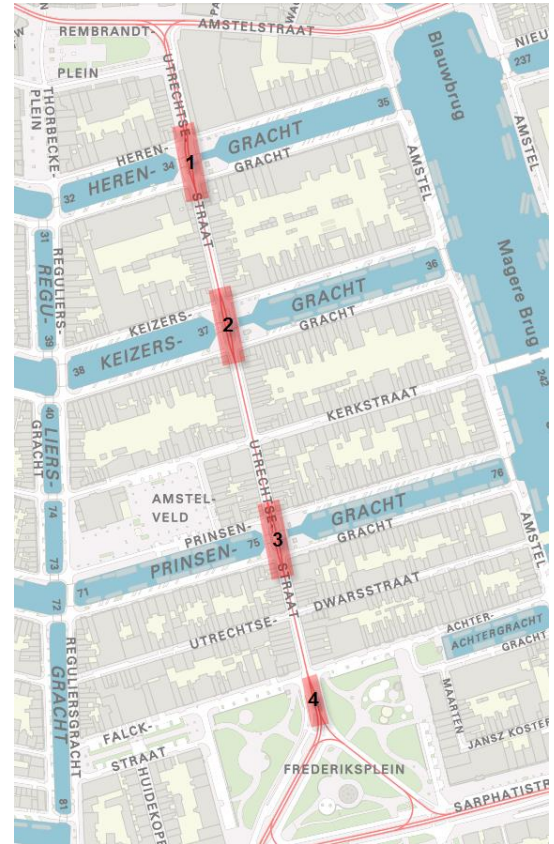 AMSTELSTRAAT
REMBRANDT-
PLEIN
UTRECHTSE-
STRAAT
THORBECKE-
PLEIN
Blauwbrug
NIEU
237
HEREN-
GRACHT
HEREN-
GRACHT
32
34
35
1
AMSTEL
31
REGULIERS-
GRACHT
REGU-
LIERS-
GRACHT
39
36
Magere Brug
KEIZERS-
GRACHT
KEIZERS-
GRACHT
37
38
2
242
40
KERKSTRAAT
UTRECHTSE-
STRAAT
AMSTEL-
VELD
74
73
76
PRINSEN-
GRACHT
PRINSEN-
GRACHT
75
3
71
72
AMSTEL
DWARSSTRAAT
UTRECHTSE-
ACHTER-
GRACHT
ACHTERGRACHT
REGULIERSGRACHT
4
MAARTEN
JANSZ KOSTER
FALCK-
STRAAT
HUIDEKOPE
FREDERIKSPLEIN
SARPHATISTR
81